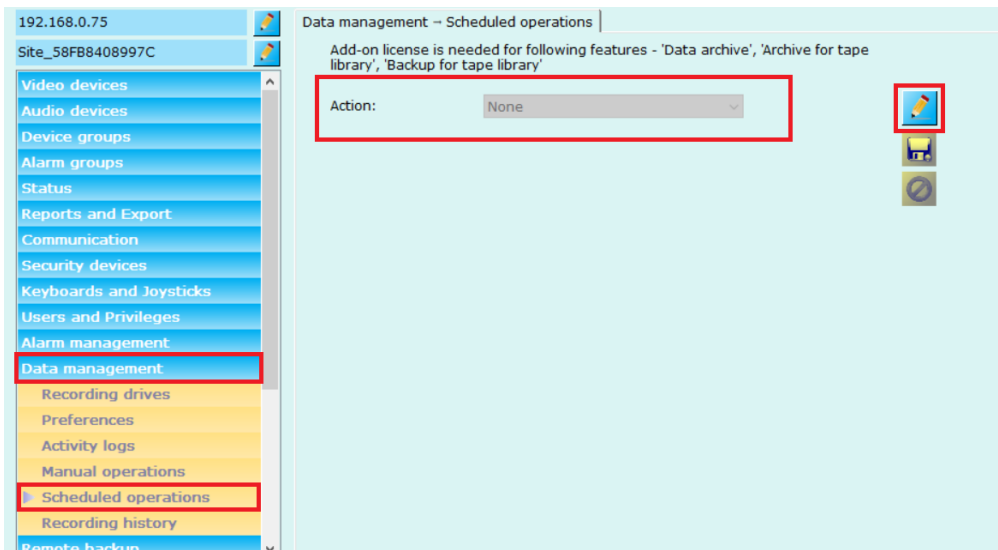 192.168.0.75
Site_58FB8408997C
Video devices
Audio devices
Device groups
Alarm groups
Status
Reports and Export
Communication
Security devices
Keyboards and Joysticks
Users and Privileges
Alarm management
Data management
Recording drives
Preferences
Activity logs
Manual operations
Scheduled operations
Recording history
Remote backup
Data management → Scheduled operations
Add-on license is needed for following features - 'Data archive', 'Archive for tape
library', 'Backup for tape library'
Action: None